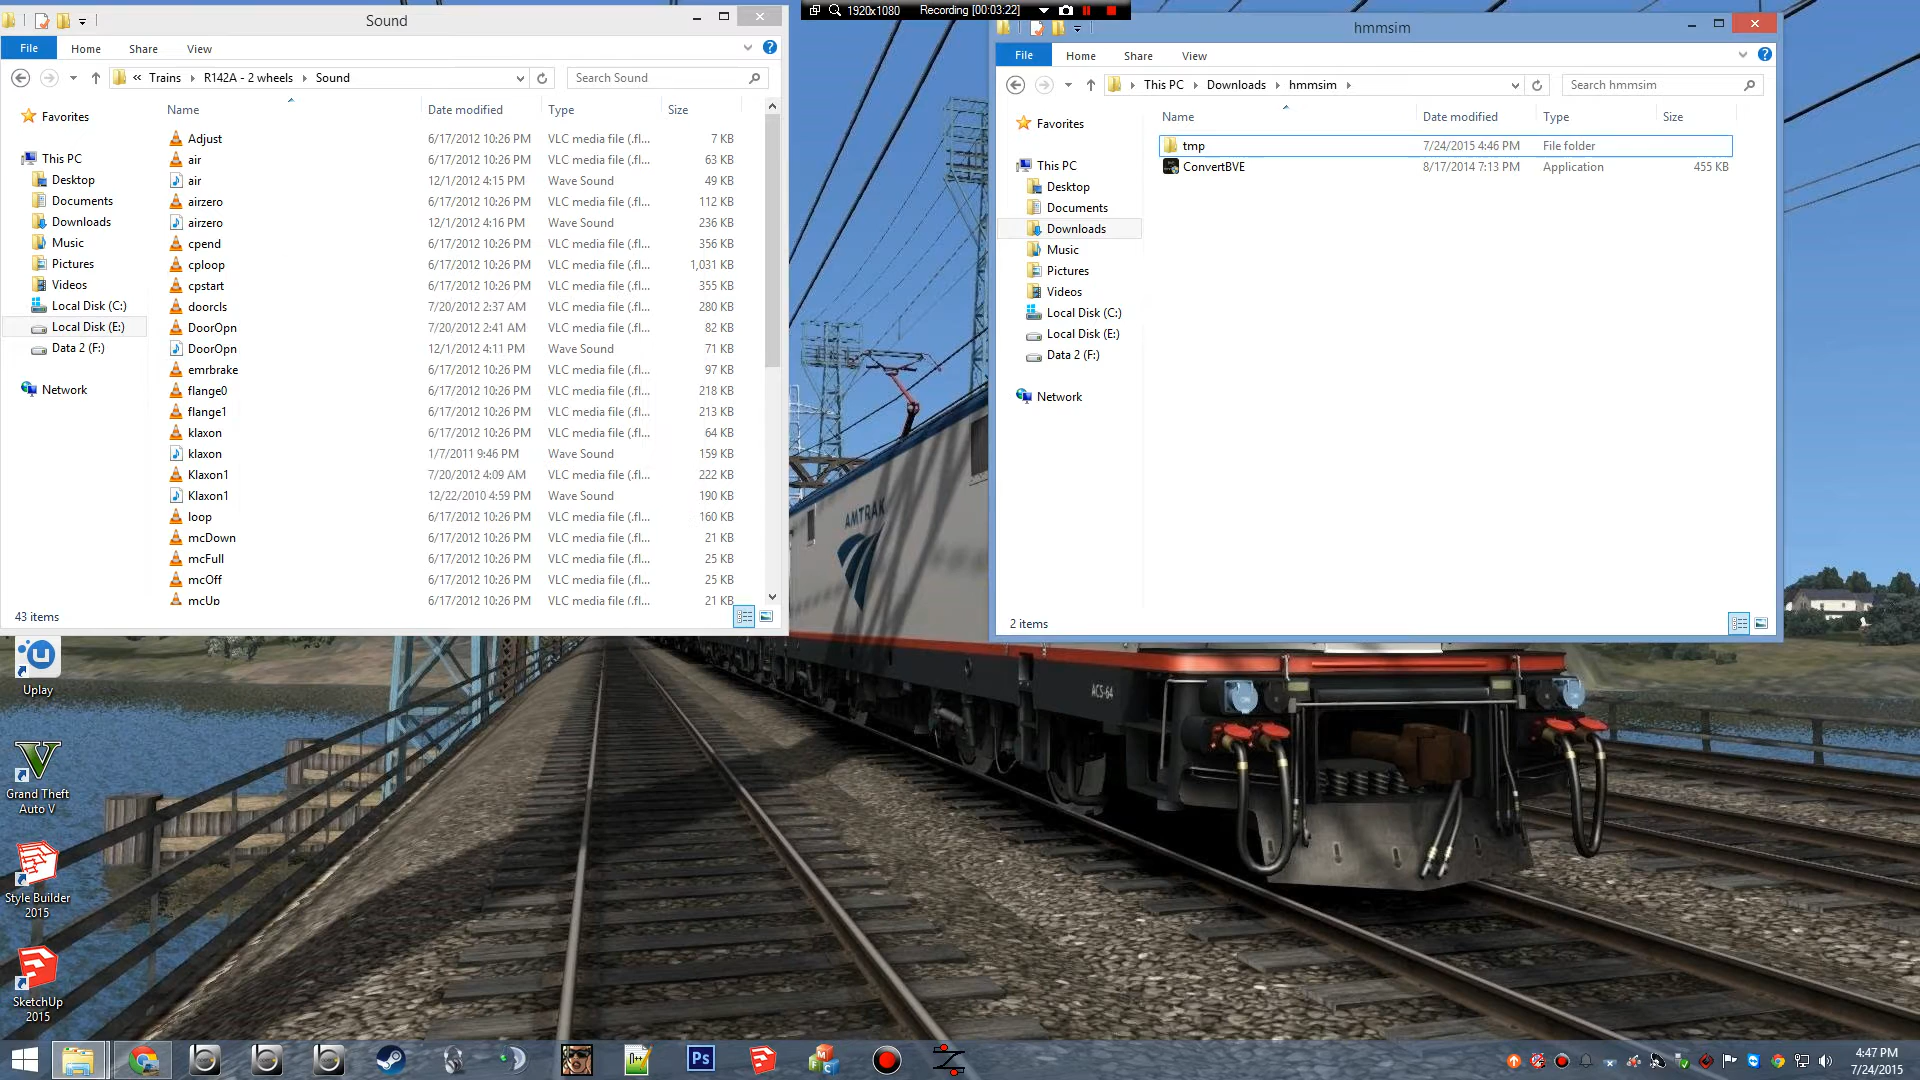 1920x1080 Recording [00:03:22]
Sound
File Home Share View
« Trains R142A - 2 wheels Sound
Search Sound
Favorites
This PC
Desktop
Documents
Downloads
Music
Pictures
Videos
Local Disk (C:)
Local Disk (E:)
Data 2 (F:)
Network
Name Date modified Type Size
Adjust 6/17/2012 10:26 PM VLC media file (.fl... 7 KB
air 6/17/2012 10:26 PM VLC media file (.fl... 63 KB
air 12/1/2012 4:15 PM Wave Sound 49 KB
airzero 6/17/2012 10:26 PM VLC media file (.fl... 112 KB
airzero 12/1/2012 4:16 PM Wave Sound 236 KB
cpend 6/17/2012 10:26 PM VLC media file (.fl... 356 KB
cploop 6/17/2012 10:26 PM VLC media file (.fl... 1,031 KB
cpstart 6/17/2012 10:26 PM VLC media file (.fl... 355 KB
doorcls 7/20/2012 2:37 AM VLC media file (.fl... 280 KB
DoorOpn 7/20/2012 2:41 AM VLC media file (.fl... 82 KB
DoorOpn 12/1/2012 4:11 PM Wave Sound 71 KB
emrbrake 6/17/2012 10:26 PM VLC media file (.fl... 97 KB
flange0 6/17/2012 10:26 PM VLC media file (.fl... 218 KB
flange1 6/17/2012 10:26 PM VLC media file (.fl... 213 KB
klaxon 6/17/2012 10:26 PM VLC media file (.fl... 64 KB
klaxon 1/7/2011 9:46 PM Wave Sound 159 KB
Klaxon1 7/20/2012 4:09 AM VLC media file (.fl... 222 KB
Klaxon1 12/22/2010 4:59 PM Wave Sound 190 KB
loop 6/17/2012 10:26 PM VLC media file (.fl... 160 KB
mcDown 6/17/2012 10:26 PM VLC media file (.fl... 21 KB
mcFull 6/17/2012 10:26 PM VLC media file (.fl... 25 KB
mcOff 6/17/2012 10:26 PM VLC media file (.fl... 25 KB
mcUp 6/17/2012 10:26 PM VLC media file (.fl... 21 KB
43 items
hmmsim
File Home Share View
This PC Downloads hmmsim
Search hmmsim
Favorites
This PC
Desktop
Documents
Downloads
Music
Pictures
Videos
Local Disk (C:)
Local Disk (E:)
Data 2 (F:)
Network
Name Date modified Type Size
tmp 7/24/2015 4:46 PM File folder
ConvertBVE 8/17/2014 7:13 PM Application 455 KB
2 items
AMTRAK
ACS-64
Uplay
Grand Theft
Auto V
Style Builder
2015
SketchUp
2015
Ps
4:47 PM
7/24/2015